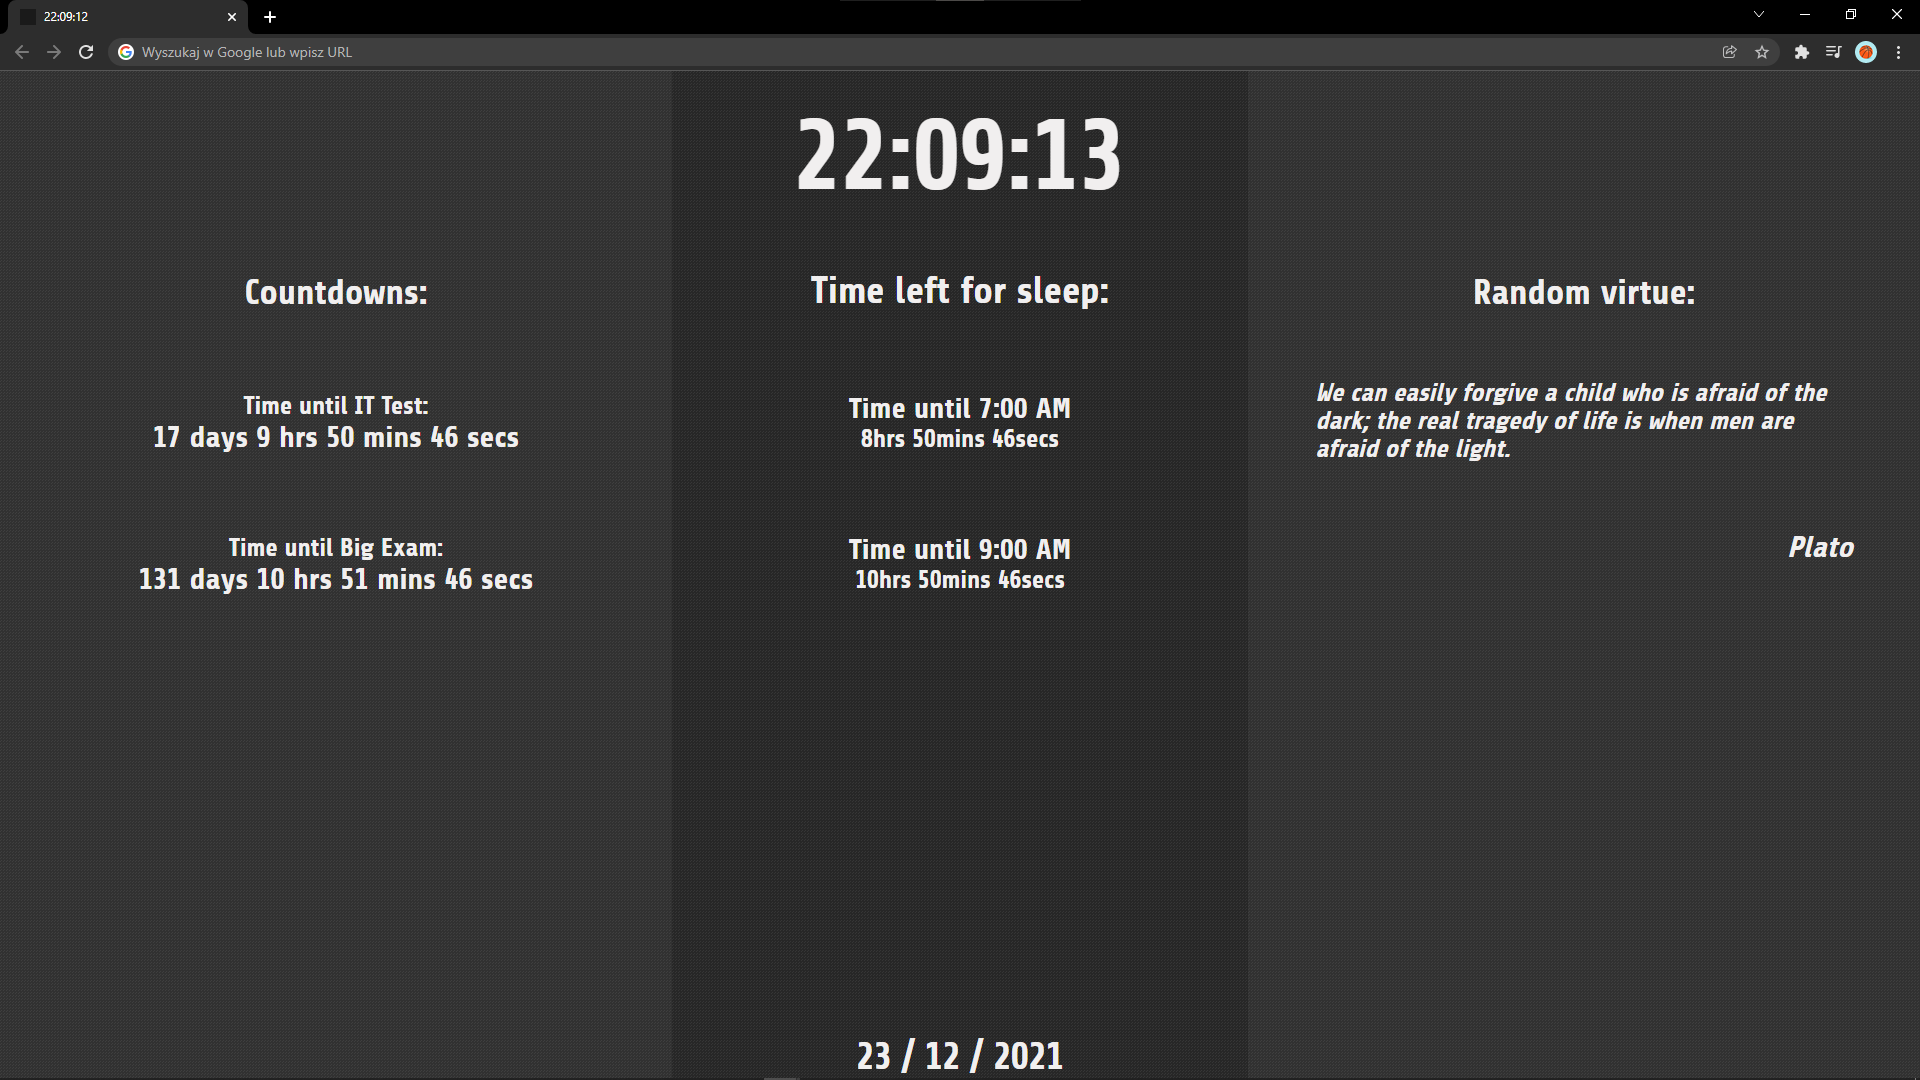 22:09:12
Wyszukaj w Google lub wpisz URL
22:09:13
Countdowns:
Time until IT Test:
17 days 9 hrs 50 mins 46 secs
Time until Big Exam:
131 days 10 hrs 51 mins 46 secs
Time left for sleep:
Time until 7:00 AM
8hrs 50mins 46secs
Time until 9:00 AM
10hrs 50mins 46secs
Random virtue:
We can easily forgive a child who is afraid of the
dark; the real tragedy of life is when men are
afraid of the light.
Plato
23 / 12 / 2021